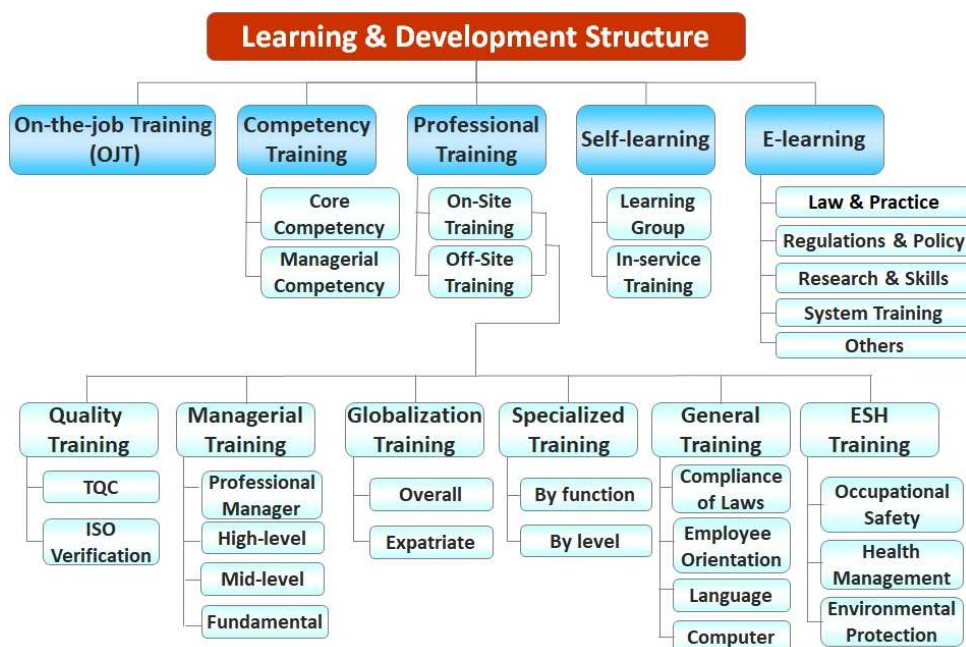 Learning & Development Structure
On-the-job Training
(OJT)
Competency
Training
Professional
Training
Self-learning
E-learning
Core
Competency
Managerial
Competency
On-Site
Training
Off-Site
Training
Learning
Group
In-service
Training
Law & Practice
Regulations & Policy
Research & Skills
System Training
Others
Quality
Training
TQC
ISO
Verification
Managerial
Training
Professional
Manager
High-level
Mid-level
Fundamental
Globalization
Training
Overall
Expatriate
Specialized
Training
By function
By level
General
Training
Compliance
of Laws
Employee
Orientation
Language
Computer
ESH
Training
Occupational
Safety
Health
Management
Environmental
Protection